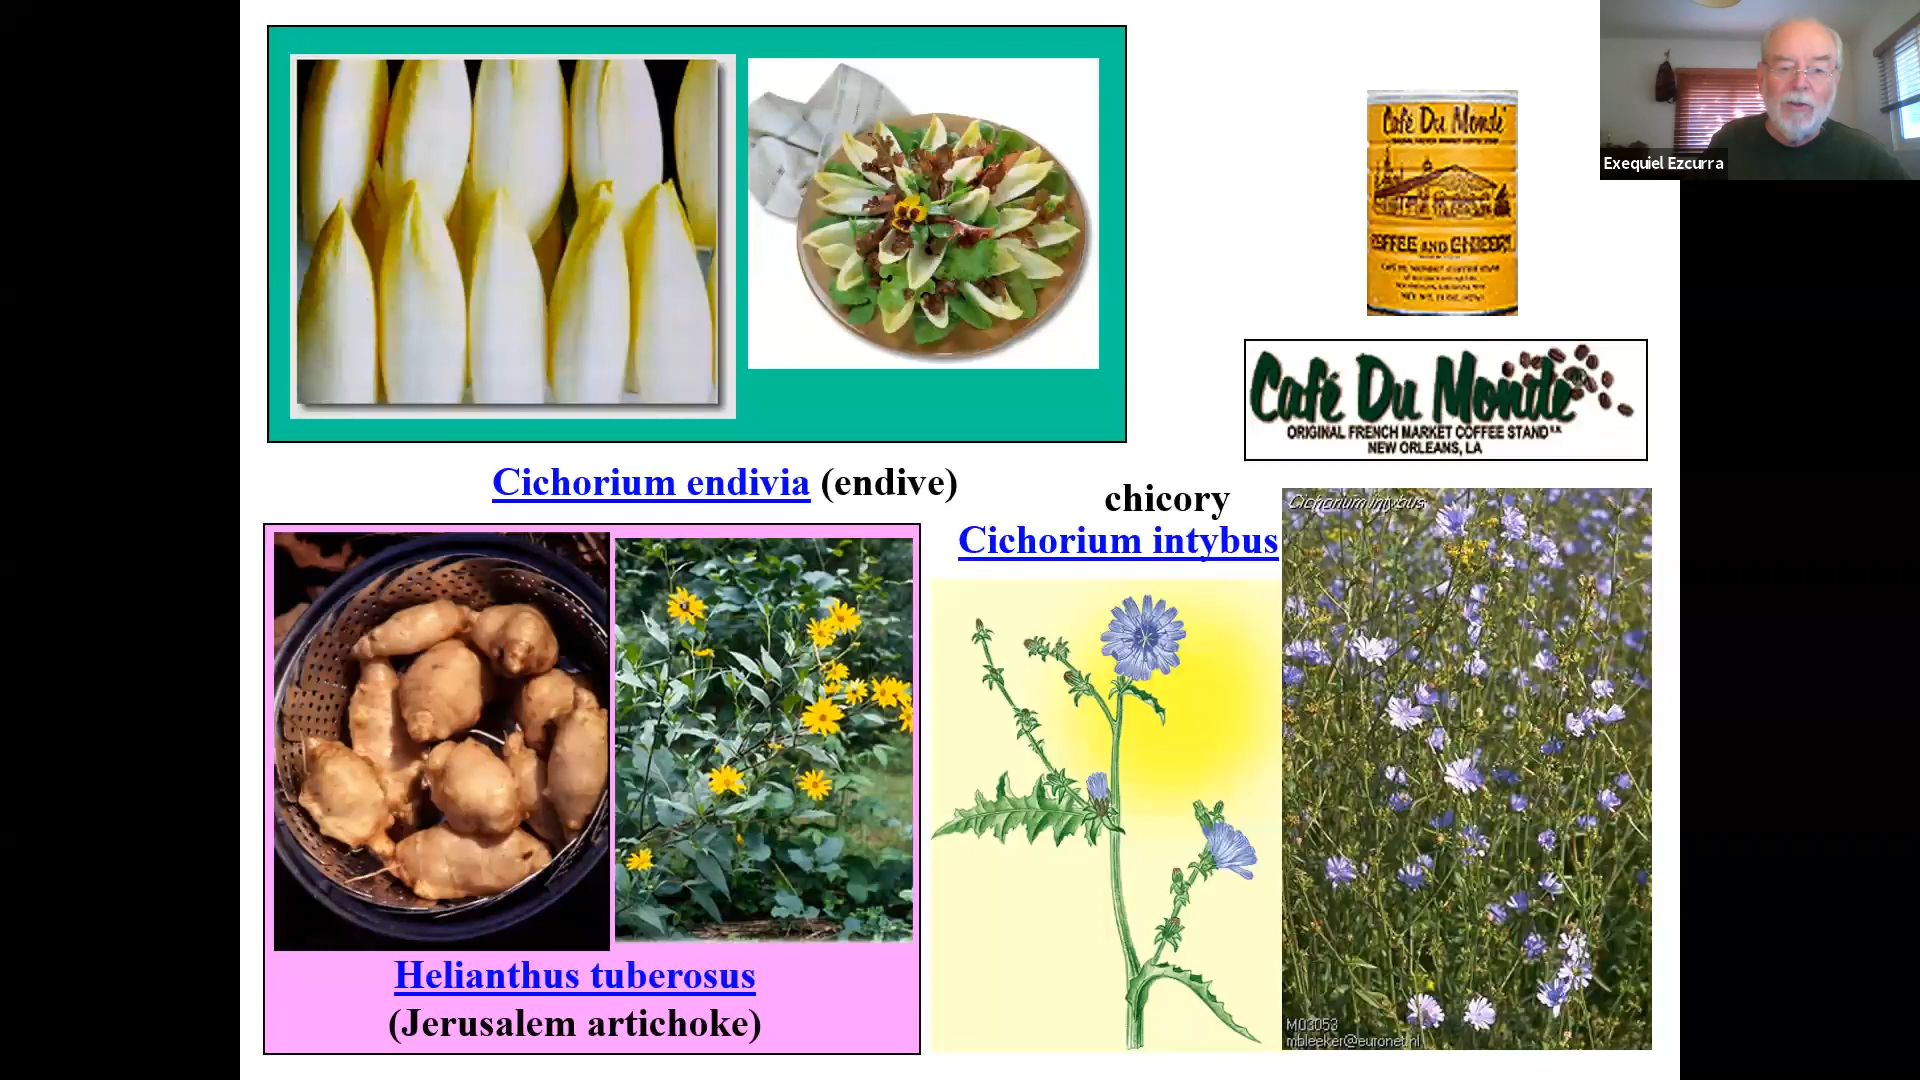 Café Du Monde
COFFEE AND CHICORY
Café Du Monde®
ORIGINAL FRENCH MARKET COFFEE STAND
NEW ORLEANS, LA
Exequiel Ezcurra
Cichorium endivia (endive)
chicory
Cichorium intybus
Cichorium intybus
Helianthus tuberosus
(Jerusalem artichoke)
M03053
mbleeker@euronet.nl